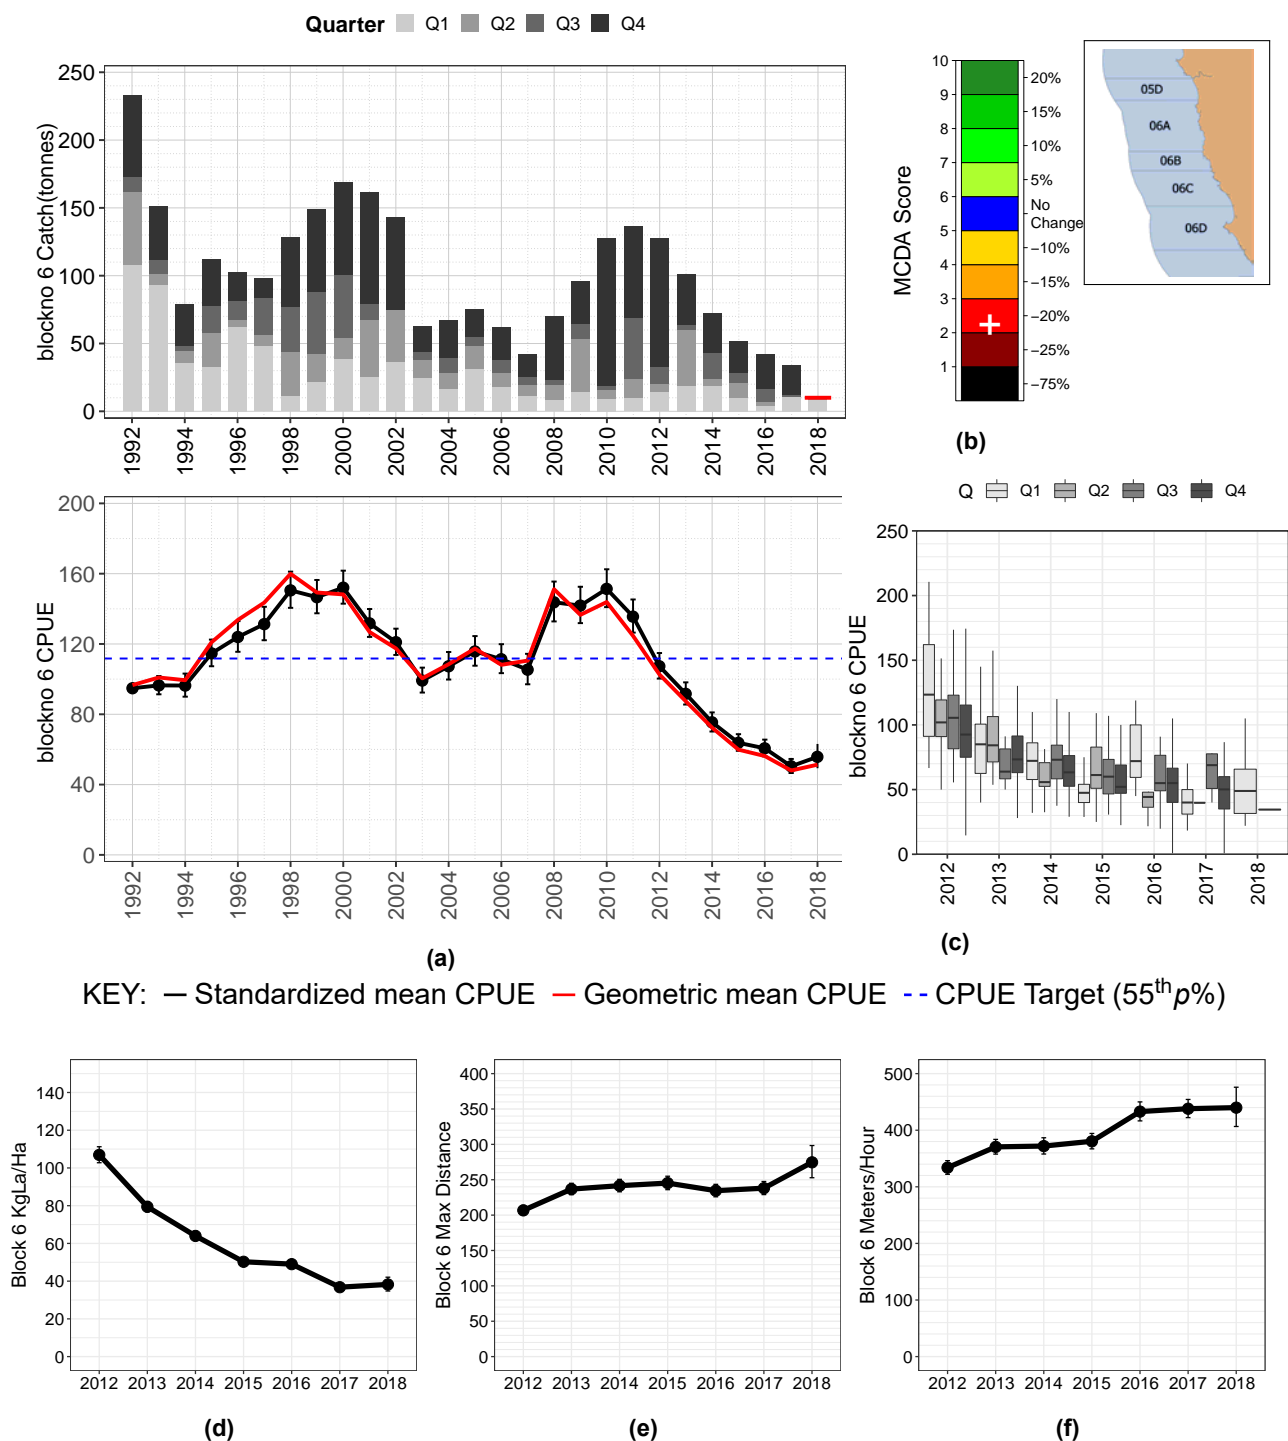 Quarter Q1 Q2 Q3 Q4
blockno 6 Catch(tonnes)
250
200
150
100
50
0
1992 1994 1996 1998 2000 2002 2004 2006 2008 2010 2012 2014 2016 2018
MCDA Score
10
9
8
7
6
5
4
3
2
1
20%
15%
10%
5%
No
Change
−10%
−15%
−20%
−25%
−75%
05D
06A
06B
06C
06D
(b)
blockno 6 CPUE
200
160
120
80
40
0
1992 1994 1996 1998 2000 2002 2004 2006 2008 2010 2012 2014 2016 2018
(a)
Q Q1 Q2 Q3 Q4
blockno 6 CPUE
250
200
150
100
50
0
2012 2013 2014 2015 2016 2017 2018
(c)
KEY: Standardized mean CPUE Geometric mean CPUE CPUE Target (55th p%)
Block 6 KgLa/Ha
140
120
100
80
60
40
20
0
2012 2013 2014 2015 2016 2017 2018
(d)
Block 6 Max Distance
400
350
300
250
200
150
100
50
0
2012 2013 2014 2015 2016 2017 2018
(e)
Block 6 Meters/Hour
500
400
300
200
100
0
2012 2013 2014 2015 2016 2017 2018
(f)